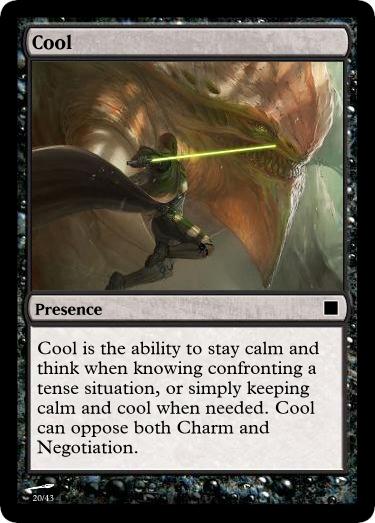 Cool
Presence
Cool is the ability to stay calm and
think when knowing confronting a
tense situation, or simply keeping
calm and cool when needed. Cool
can oppose both Charm and
Negotiation.
20/43